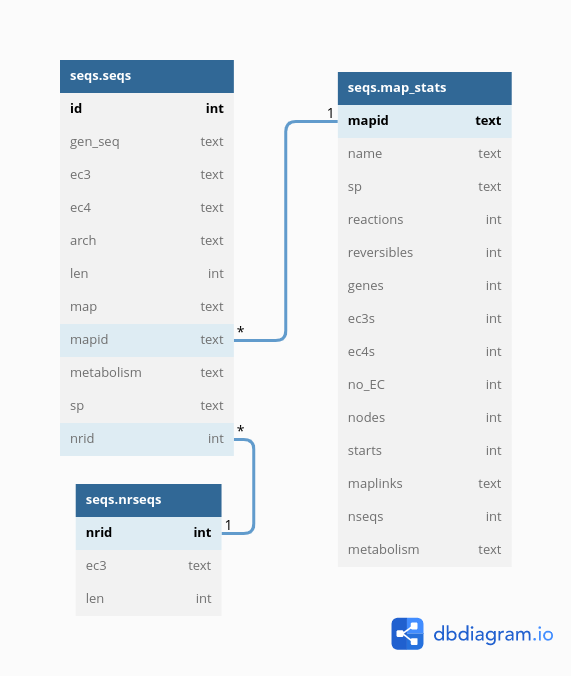 seqs.seqs
id int
gen_seq text
ec3 text
ec4 text
arch text
len int
map text
mapid text
metabolism text
sp text
nrid int
*
*
1
seqs.map_stats
mapid text
name text
sp text
reactions int
reversibles int
genes int
ec3s int
ec4s int
no_EC int
nodes int
starts int
maplinks text
nseqs int
metabolism text
seqs.nrseqs
1
nrid int
ec3 text
len int
dbdiagram.io